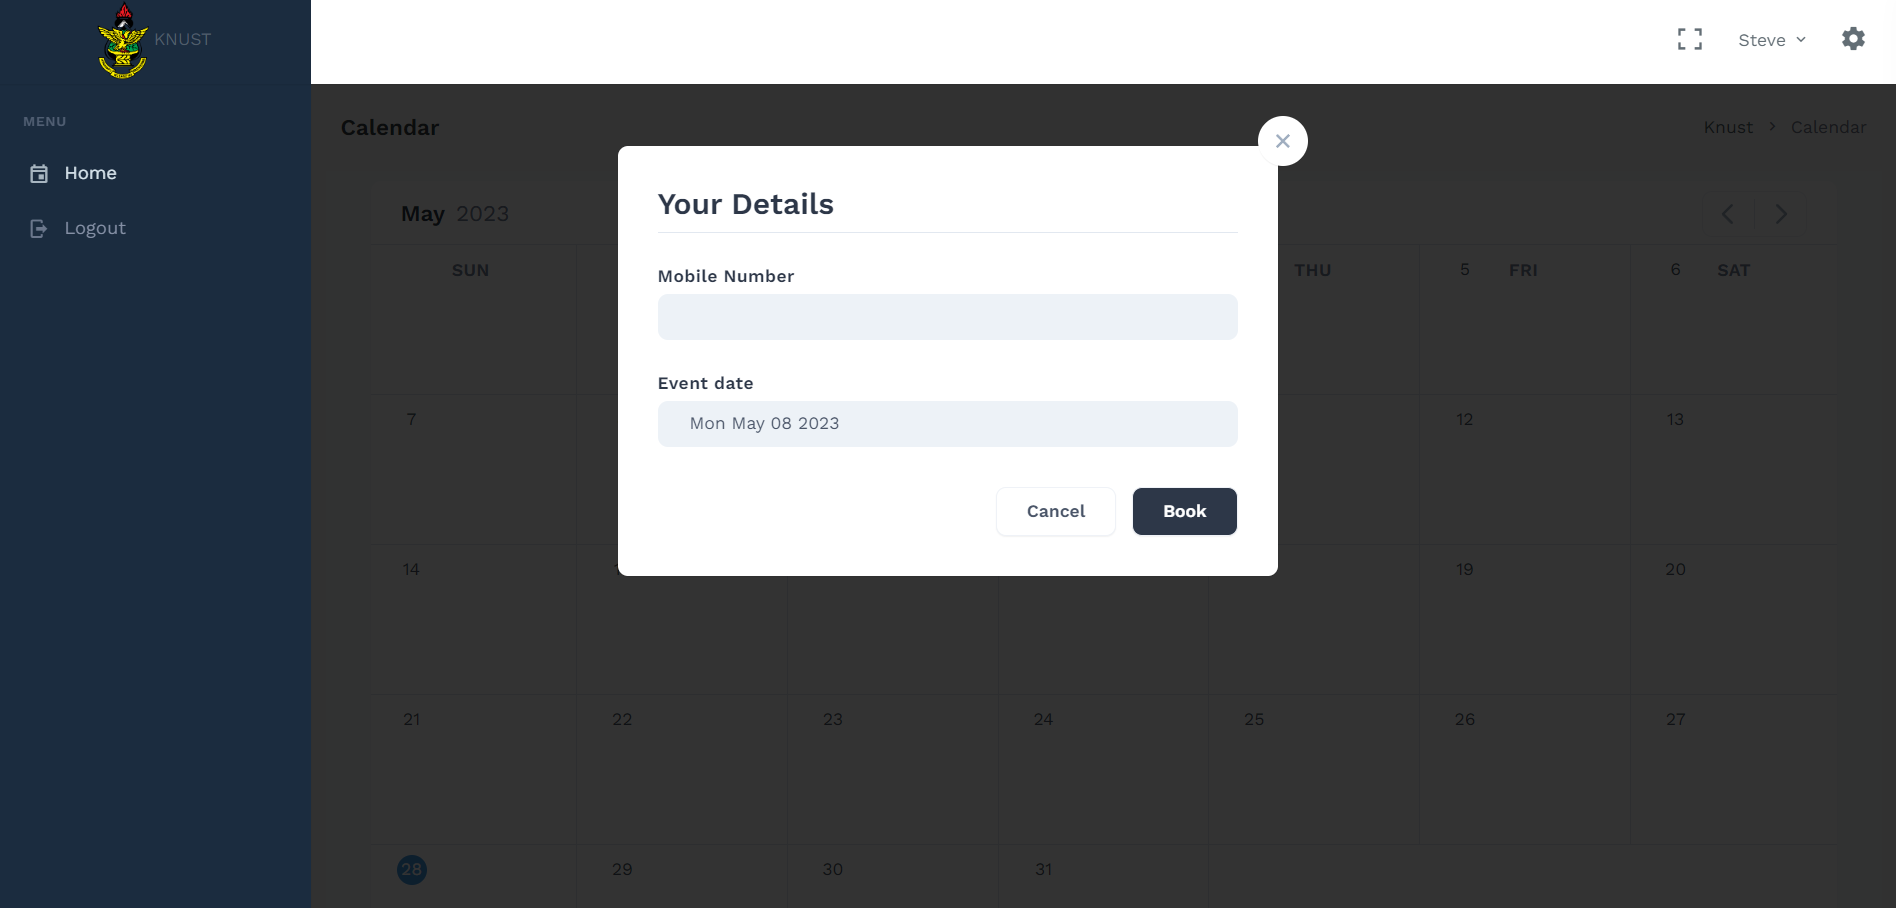 KNUST
Steve
MENU
Home
Logout
Calendar
Knust > Calendar
May 2023
SUN
THU
5 FRI
6 SAT
Your Details
Mobile Number
Event date
Mon May 08 2023
Cancel
Book
7
12
13
14
19
20
21
22
23
24
25
26
27
28
29
30
31